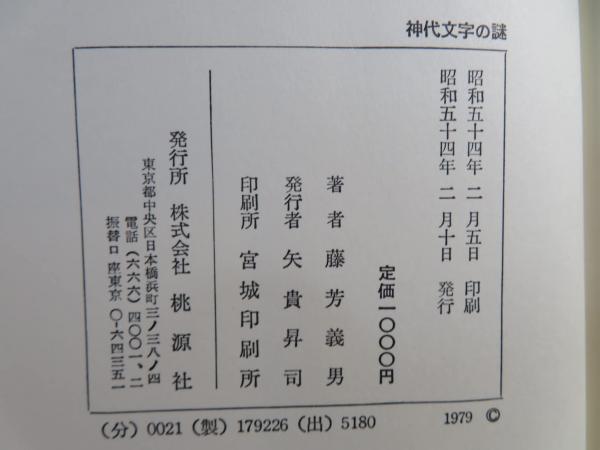 神代文字の謎
昭和五十四年 二月五日 印刷
昭和五十四年 二月十日 発行
定価一〇〇〇円
著者 藤芳義男
発行者 矢貴昇司
印刷所 宮城印刷所
発行所 株式会社 桃源社
東京都中央区日本橋浜町三ノ三八ノ四
電話(六六六)四〇〇一、二
振替口座東京 〇-六四三五一
(分)0021(製)179226(出)5180
1979 ©